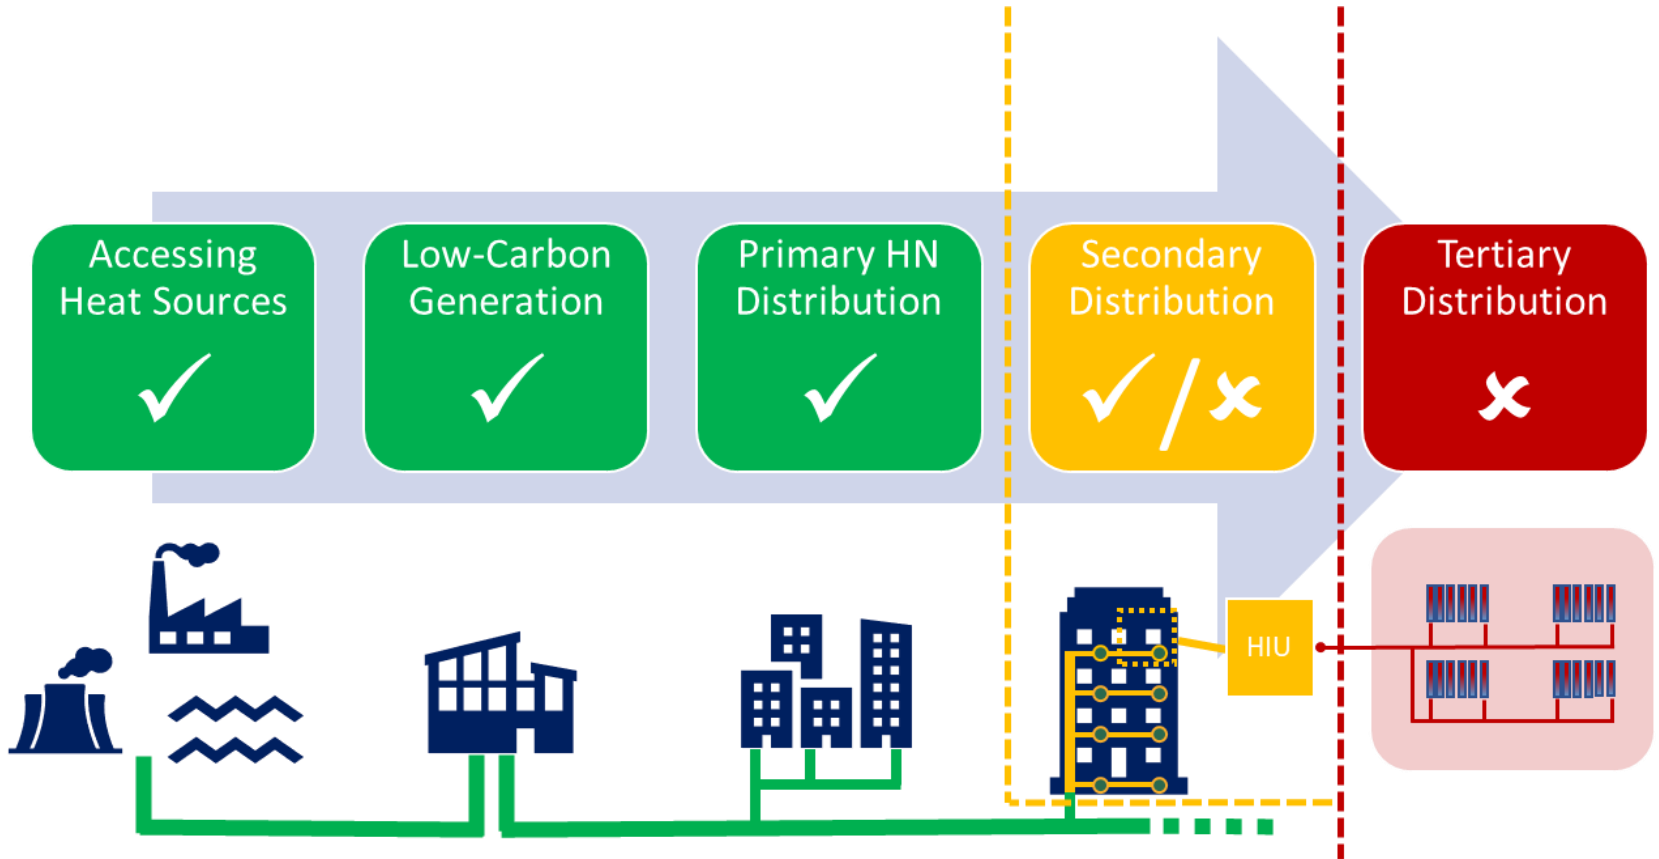 Accessing
Heat Sources
Low-Carbon
Generation
Primary HN
Distribution
Secondary
Distribution
Tertiary
Distribution
HIU